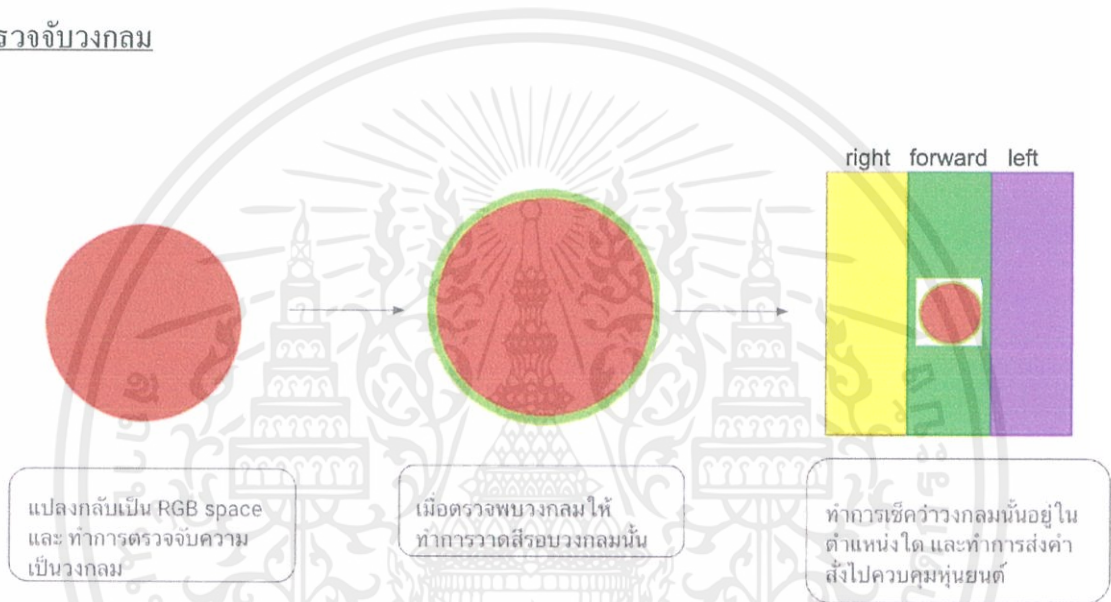 รวจจับวงกลม
right forward left
แปลงกลับเป็น RGB space
และ ทำการตรวจจับความ
เป็นวงกลม
เมื่อตรวจพบวงกลมให้
ทำการวาดสีรอบวงกลมนั้น
ทำการเช็คว่าวงกลมนั้นอยู่ใน
ตำแหน่งใด และทำการส่งคำ
สั่งไปควบคุมหุ่นยนต์